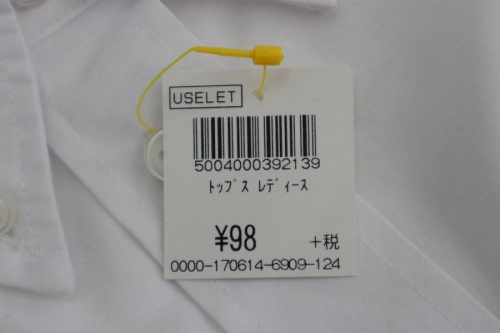 USELET
5004000392139
ﾄｯﾌﾟｽ ﾚﾃﾞｨｰｽ
¥98 +税
0000-170614-6909-124